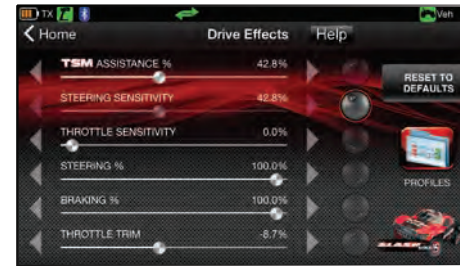 TX Veh
Home Drive Effects Help
TSM ASSISTANCE % 42.8%
RESET TO DEFAULTS
STEERING SENSITIVITY 42.8%
THROTTLE SENSITIVITY 0.0%
STEERING % 100.0%
PROFILES
BRAKING % 100.0%
THROTTLE TRIM -8.7%
SLASH